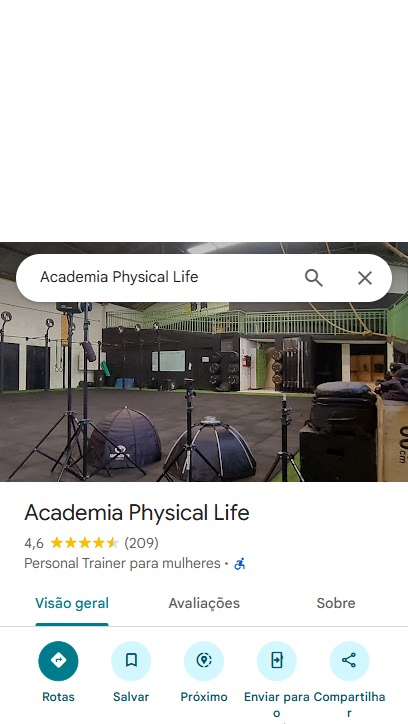 Academia Physical Life
Academia Physical Life
4,6 (209)
Personal Trainer para mulheres ·
Visão geral Avaliações Sobre
Rotas Salvar Próximo Enviar para Compartilha
o r